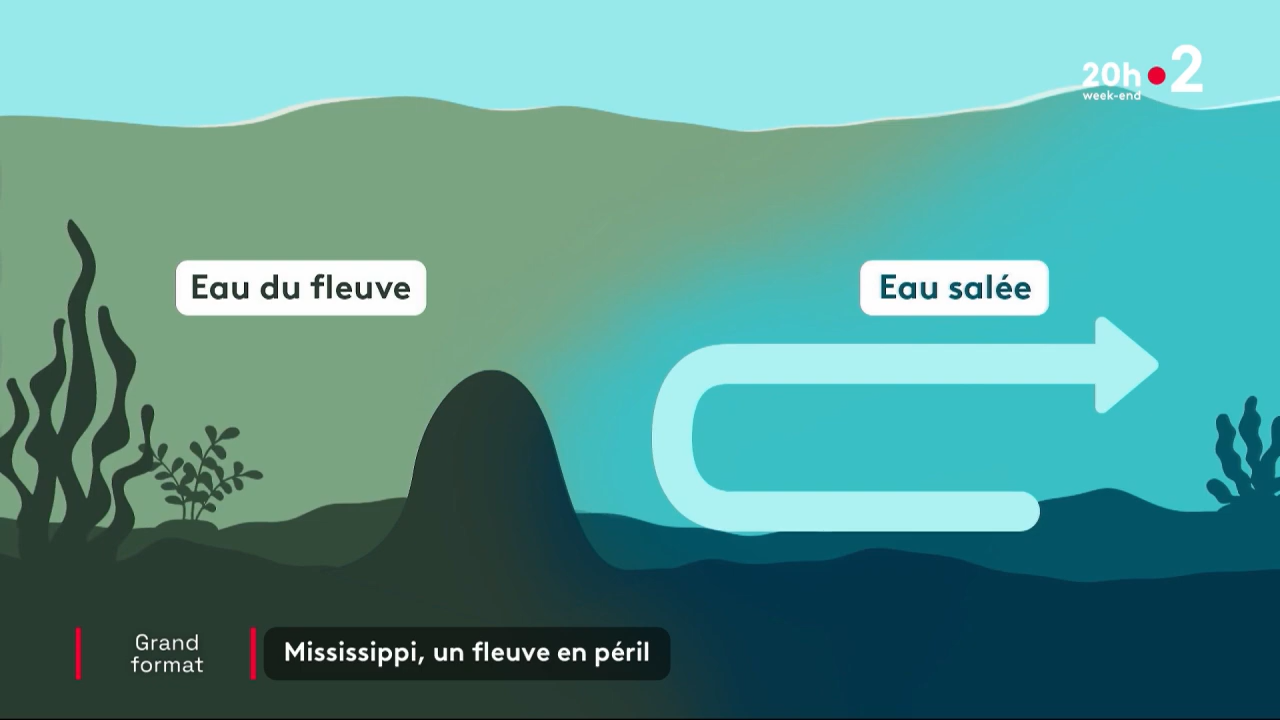 20h 2
week-end
Eau du fleuve
Eau salée
Grand
format
Mississippi, un fleuve en péril